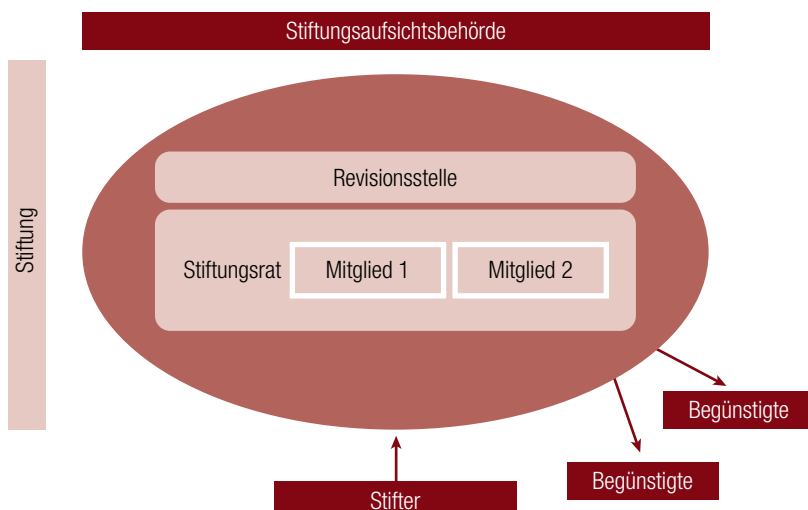 Stiftungsaufsichtsbehörde
Stiftung
Revisionsstelle
Stiftungsrat
Mitglied 1
Mitglied 2
Begünstigte
Begünstigte
Stifter